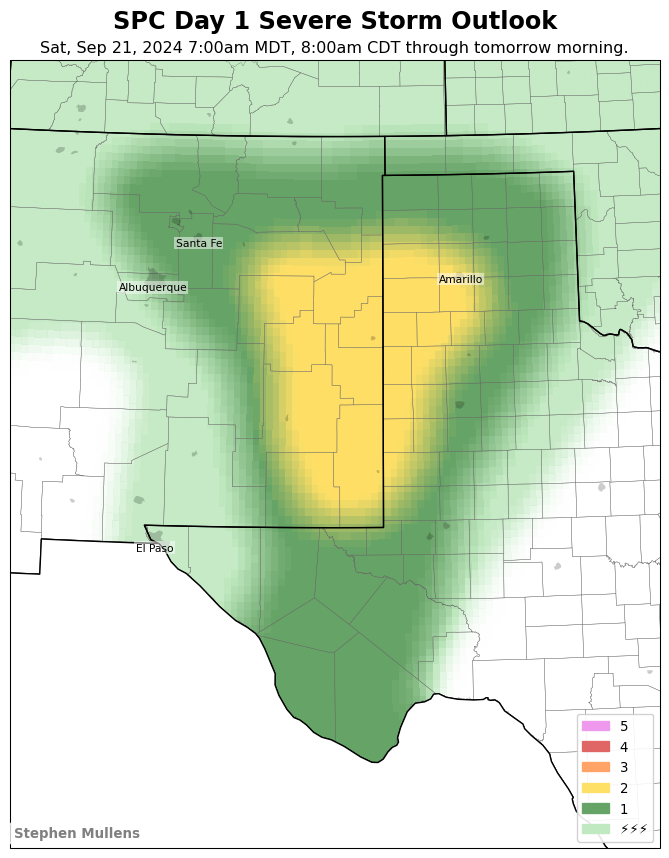 SPC Day 1 Severe Storm Outlook
Sat, Sep 21, 2024 7:00am MDT, 8:00am CDT through tomorrow morning.
Santa Fe
Amarillo
Albuquerque
El Paso
5
4
3
2
1
⚡⚡⚡
Stephen Mullens